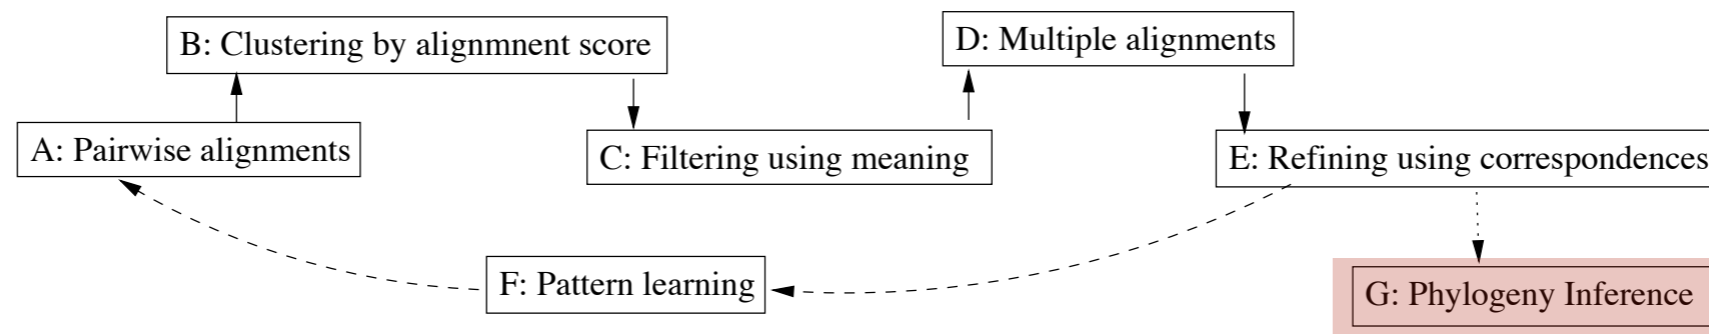 B: Clustering by alignmnent score
D: Multiple alignments
A: Pairwise alignments
C: Filtering using meaning
E: Refining using correspondences
F: Pattern learning
G: Phylogeny Inference